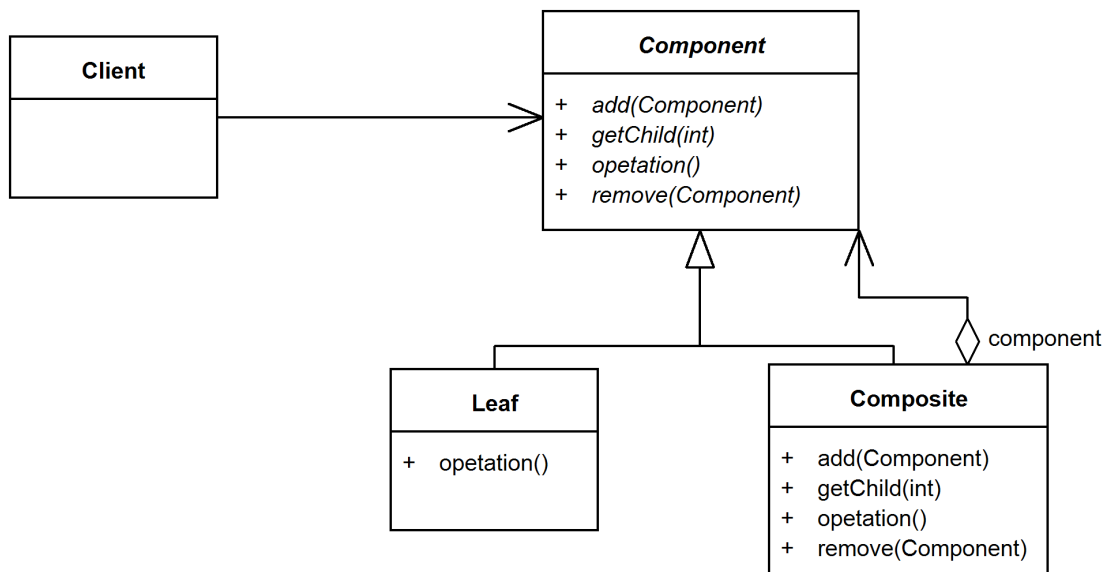 Client
Component
+ add(Component)
+ getChild(int)
+ opetation()
+ remove(Component)
component
Leaf
+ opetation()
Composite
+ add(Component)
+ getChild(int)
+ opetation()
+ remove(Component)